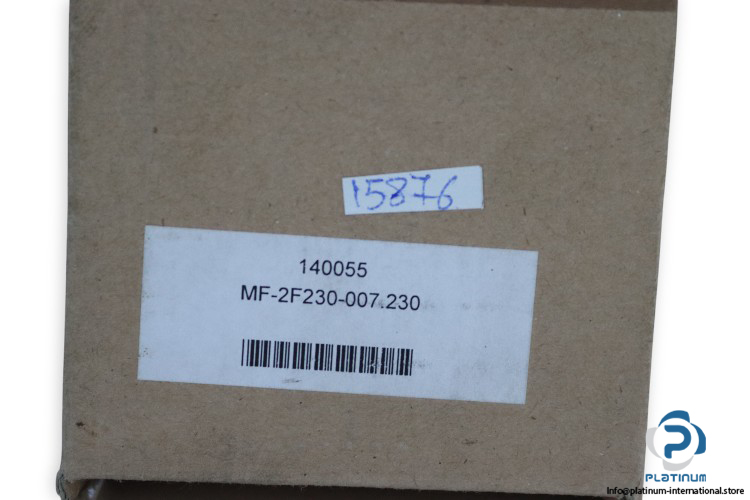 15876
140055
MF-2F230-007.230
PLATINUM
Info@platinum-international.store